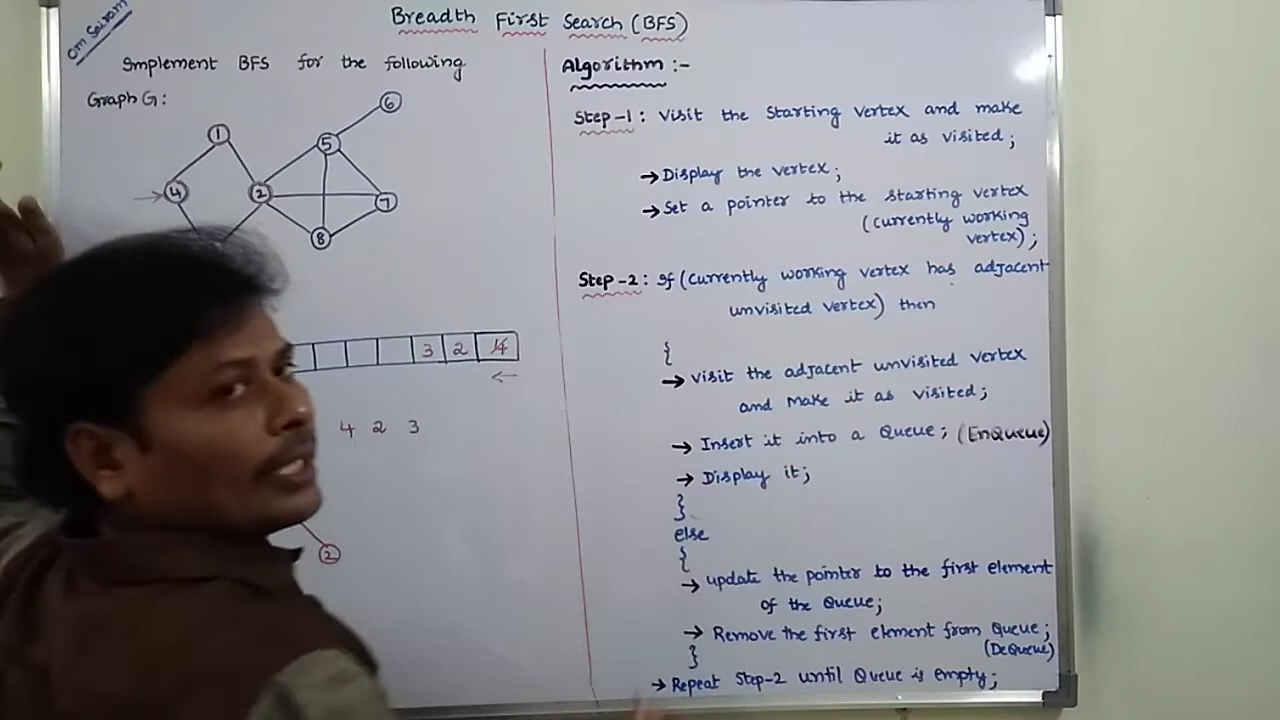 Om Sairam
Breadth First Search (BFS)
Implement BFS for the following
Graph G:
6
1
5
4
2
7
8
3 2 4
4 2 3
2
Algorithm :-
Step-1: Visit the Starting vertex and make
it as visited;
→ Display the vertex;
→ Set a pointer to the starting vertex
(currently working
vertex);
Step-2: If (currently working vertex has adjacent
unvisited vertex) then
{
→ visit the adjacent unvisited vertex
and make it as visited;
→ Insert it into a Queue; (EnQueue)
→ Display it;
}
else
{
→ update the pointer to the first element
of the Queue;
→ Remove the first element from Queue;
(DeQueue)
}
→ Repeat Step-2 until Queue is empty;